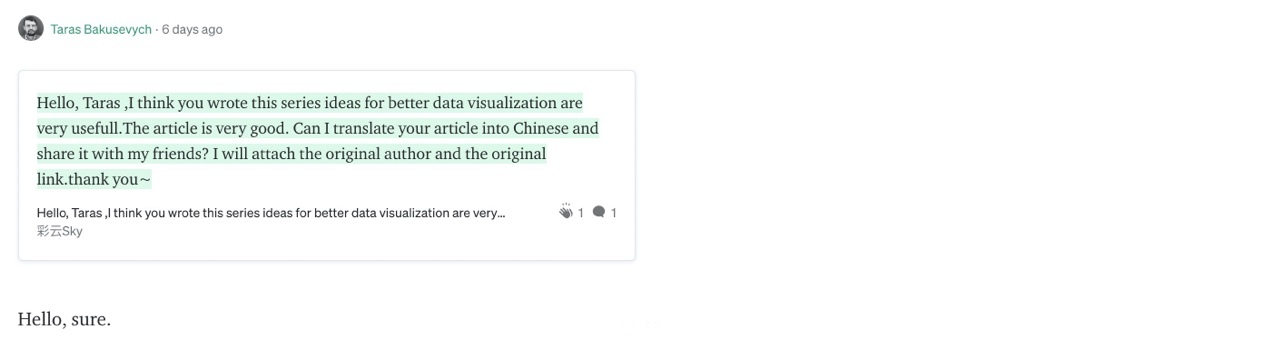 Taras Bakusevych · 6 days ago
Hello, Taras ,I think you wrote this series ideas for better data visualization are
very usefull.The article is very good. Can I translate your article into Chinese and
share it with my friends? I will attach the original author and the original
link.thank you~
Hello, Taras ,I think you wrote this series ideas for better data visualization are very... 1 1
彩云Sky
Hello, sure.